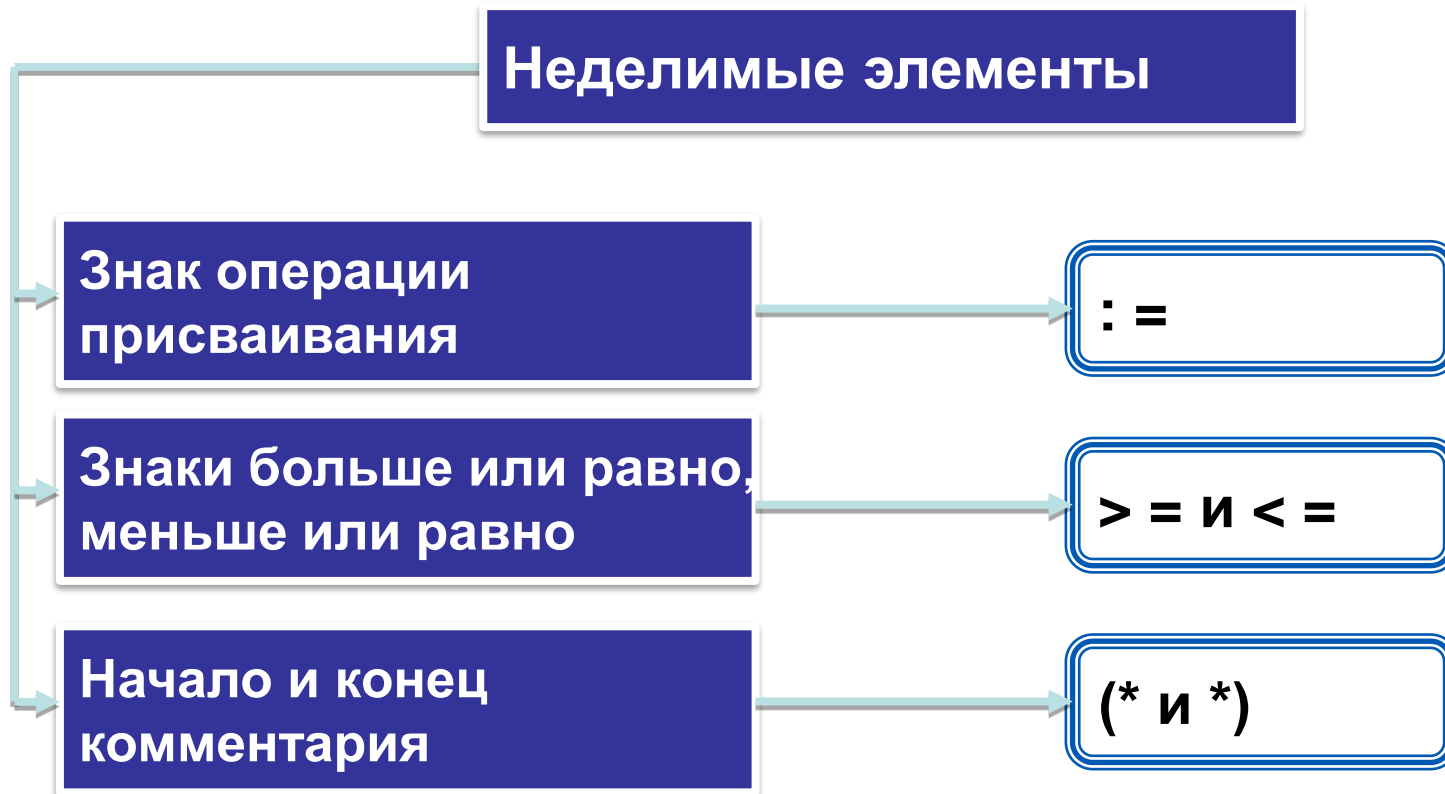 Неделимые элементы
Знак операции
присваивания
: =
Знаки больше или равно,
меньше или равно
> = и < =
Начало и конец
комментария
(* и *)